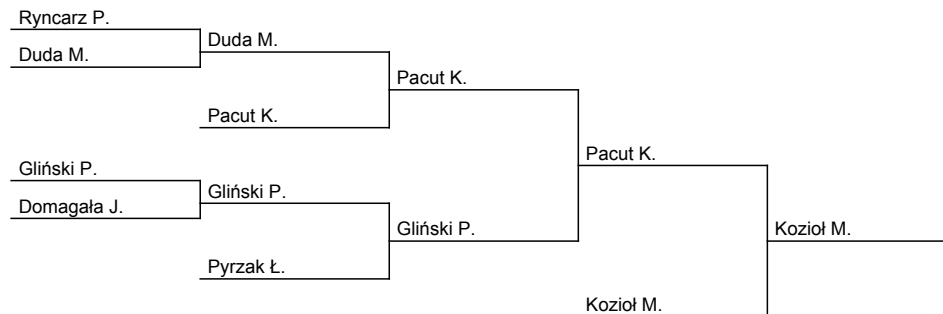 Ryncarz P.
Duda M.
Duda M.
Pacut K.
Pacut K.
Pacut K.
Gliński P.
Gliński P.
Domagała J.
Gliński P.
Kozioł M.
Pyrzak Ł.
Kozioł M.